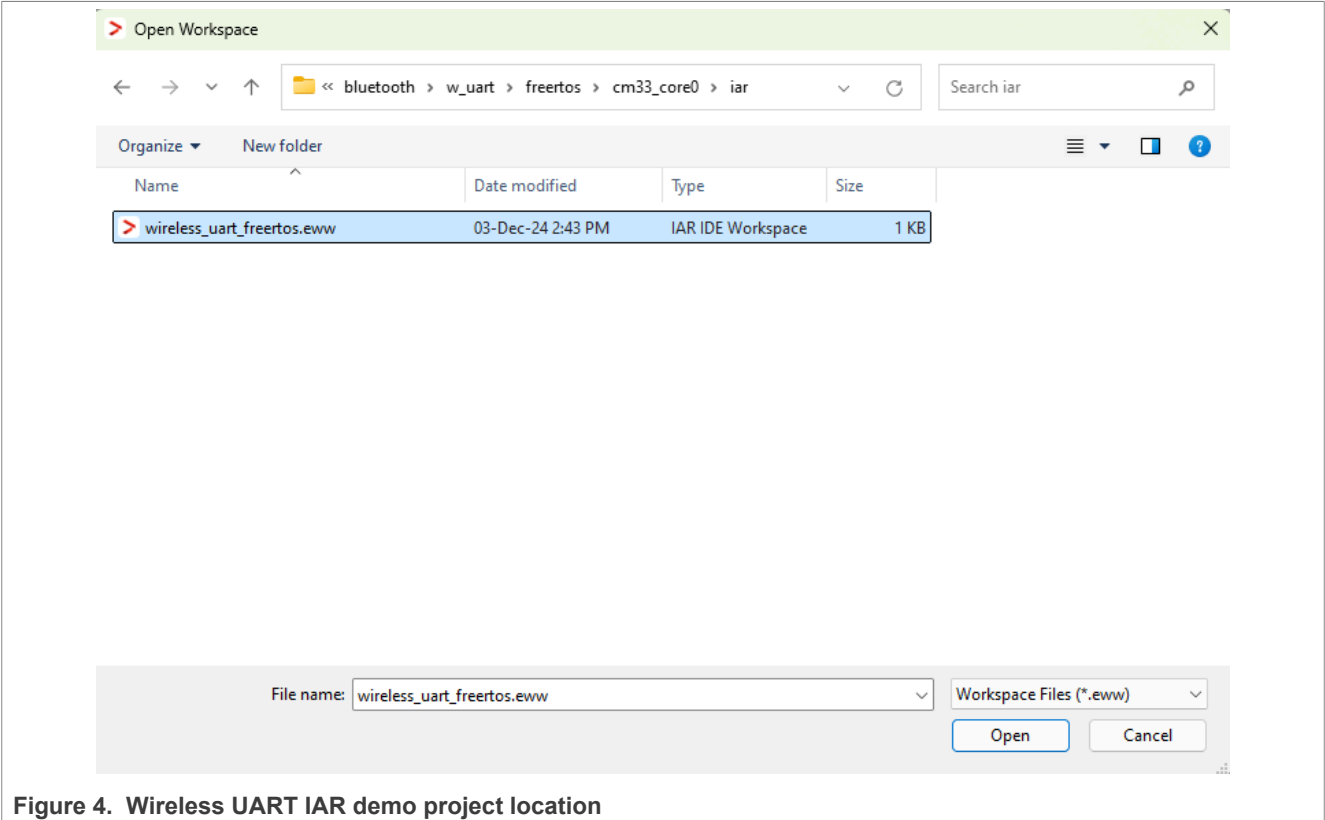 Open Workspace
« bluetooth › w_uart › freertos › cm33_core0 › iar
Search iar
Organize
New folder
Name Date modified Type Size
wireless_uart_freertos.eww 03-Dec-24 2:43 PM IAR IDE Workspace 1 KB
File name: wireless_uart_freertos.eww Workspace Files (*.eww)
Open Cancel
Figure 4. Wireless UART IAR demo project location